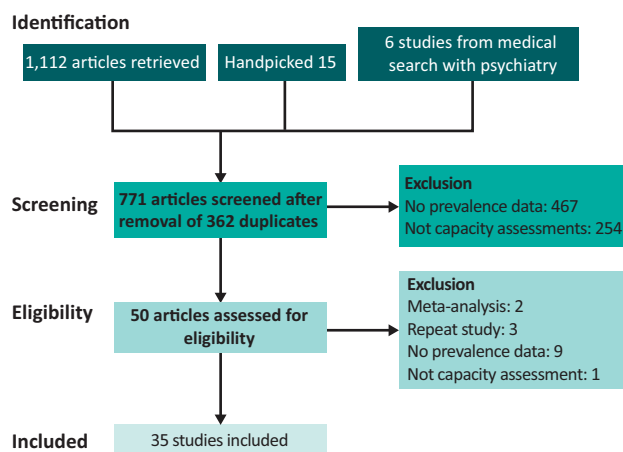 Identification
1,112 articles retrieved
Handpicked 15
6 studies from medical
search with psychiatry
Screening
771 articles screened after
removal of 362 duplicates
Exclusion
No prevalence data: 467
Not capacity assessments: 254
Eligibility
50 articles assessed for
eligibility
Exclusion
Meta-analysis: 2
Repeat study: 3
No prevalence data: 9
Not capacity assessment: 1
Included
35 studies included